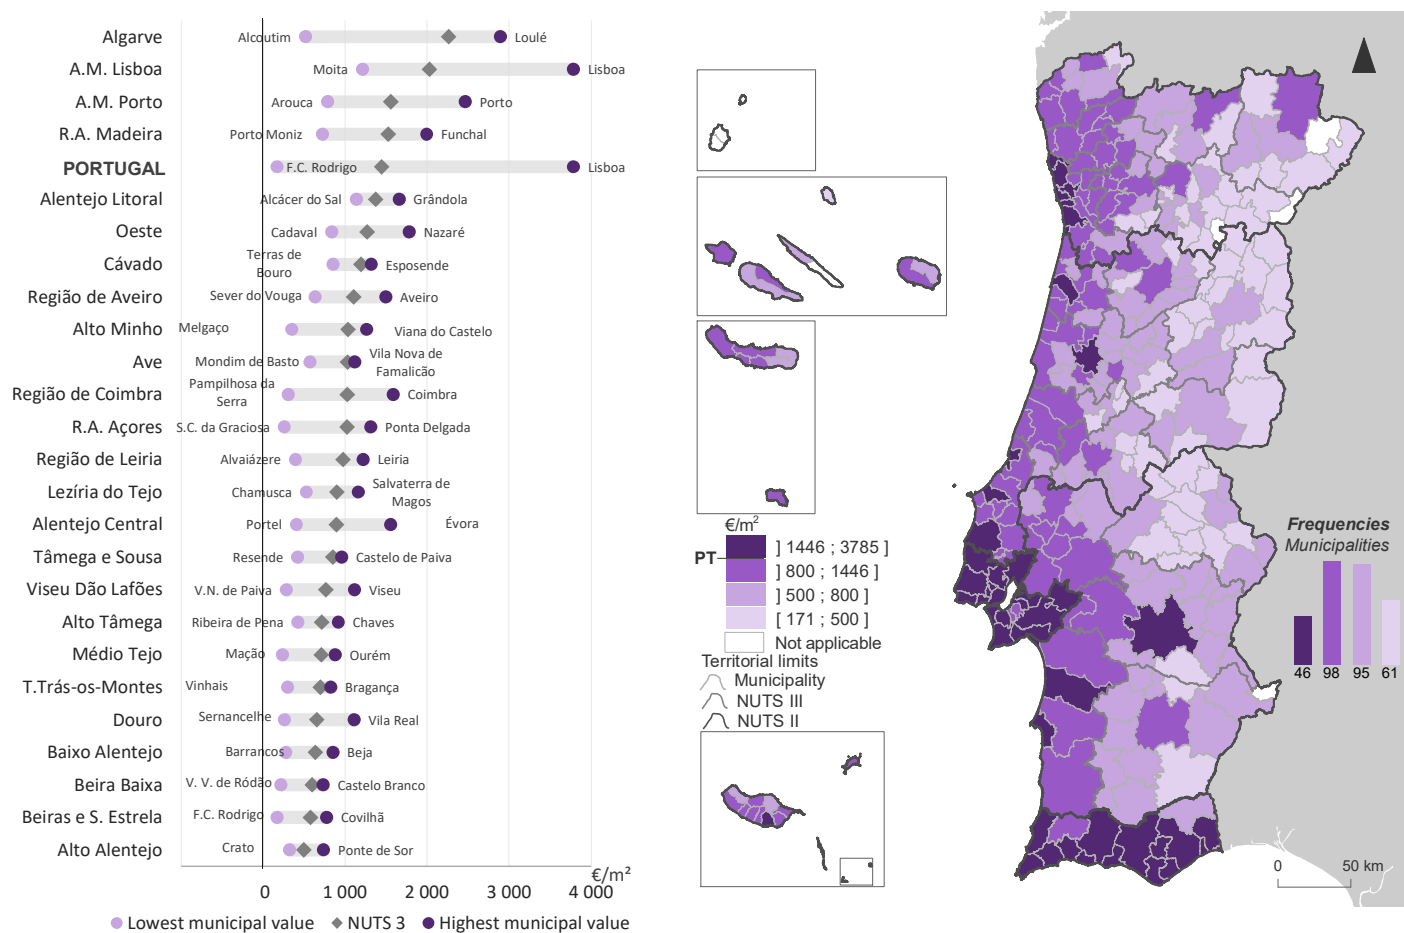 Algarve
Alcoutim
Loulé
A.M. Lisboa
Moita
Lisboa
A.M. Porto
Arouca
Porto
R.A. Madeira
Porto Moniz
Funchal
PORTUGAL
F.C. Rodrigo
Lisboa
Alentejo Litoral
Alcácer do Sal
Grândola
Oeste
Cadaval
Nazaré
Cávado
Terras de
Bouro
Esposende
Região de Aveiro
Sever do Vouga
Aveiro
Alto Minho
Melgaço
Viana do Castelo
Ave
Mondim de Basto
Vila Nova de
Famalicão
Região de Coimbra
Pampilhosa da
Serra
Coimbra
R.A. Açores
S.C. da Graciosa
Ponta Delgada
Região de Leiria
Alvaiázere
Leiria
Lezíria do Tejo
Chamusca
Salvaterra de
Magos
Alentejo Central
Portel
Évora
Tâmega e Sousa
Resende
Castelo de Paiva
Viseu Dão Lafões
V.N. de Paiva
Viseu
Alto Tâmega
Ribeira de Pena
Chaves
Médio Tejo
Mação
Ourém
T.Trás-os-Montes
Vinhais
Bragança
Douro
Sernancelhe
Vila Real
Baixo Alentejo
Barrancos
Beja
Beira Baixa
V. V. de Ródão
Castelo Branco
Beiras e S. Estrela
F.C. Rodrigo
Covilhã
Alto Alentejo
Crato
Ponte de Sor
€/m²
0 1 000 2 000 3 000 4 000
Lowest municipal value NUTS 3 Highest municipal value
€/m²
PT
] 1446 ; 3785 ]
] 800 ; 1446 ]
] 500 ; 800 ]
[ 171 ; 500 ]
Not applicable
Territorial limits
Municipality
NUTS III
NUTS II
Frequencies
Municipalities
46 98 95 61
0 50 km